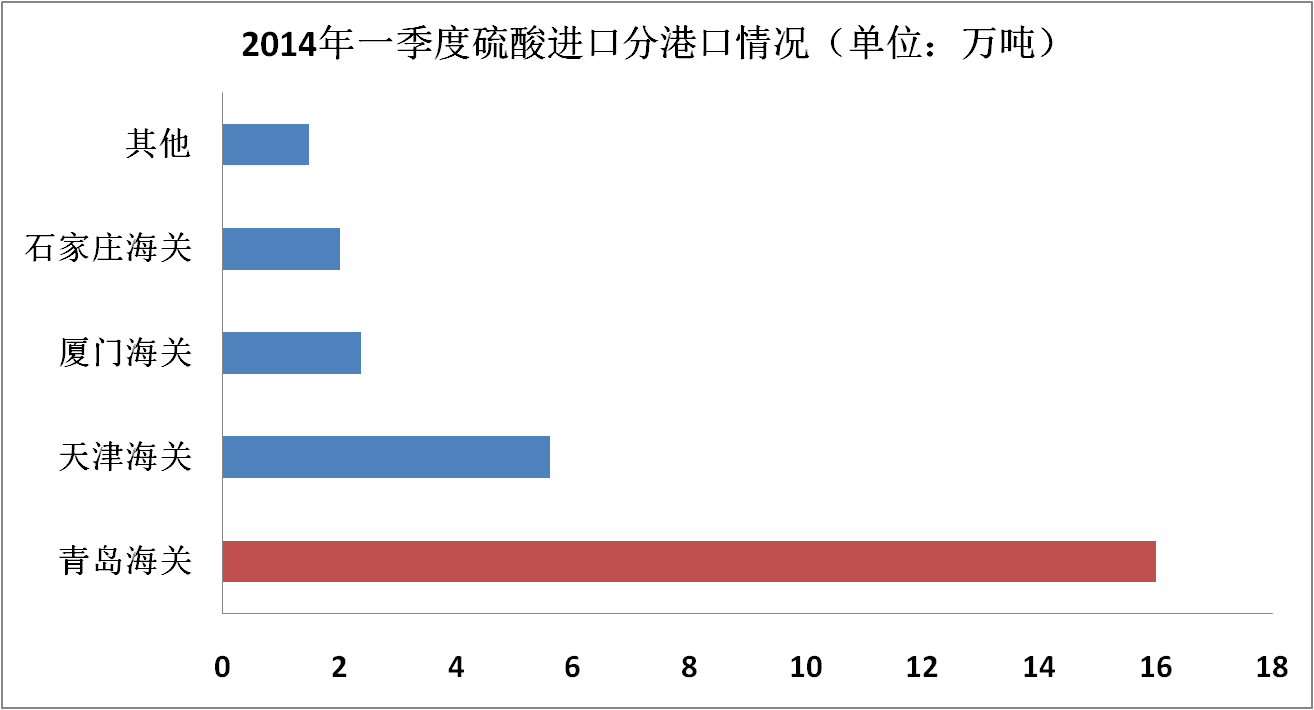 2014年一季度硫酸进口分港口情况（单位：万吨）
其他
石家庄海关
厦门海关
天津海关
青岛海关
0 2 4 6 8 10 12 14 16 18